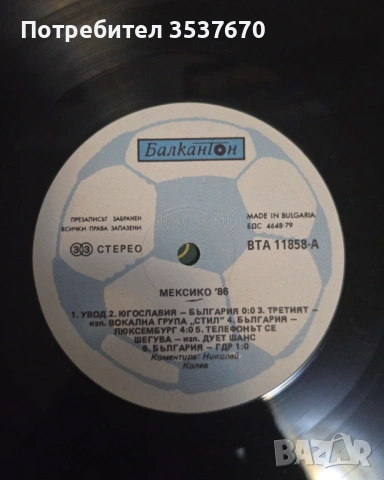 Потребител 3537670
Балкантон
ПРЕЗАПИСЪТ ЗАБРАНЕН
ВСИЧКИ ПРАВА ЗАПАЗЕНИ
33 СТЕРЕО
MADE IN BULGARIA
БДС 4648-79
ВТА 11858-А
МЕКСИКО '86
1. УВОД 2. ЮГОСЛАВИЯ — БЪЛГАРИЯ 0:0 3. ТРЕТИЯТ —
изп. ВОКАЛНА ГРУПА „СТИЛ" 4. БЪЛГАРИЯ —
ЛЮКСЕМБУРГ 4:0 5. ТЕЛЕФОНЪТ СЕ
ШЕГУВА — изп. ДУЕТ ШАНС
6. БЪЛГАРИЯ — ГДР 1:0
Коментира: Николай
Колев
BAZAR